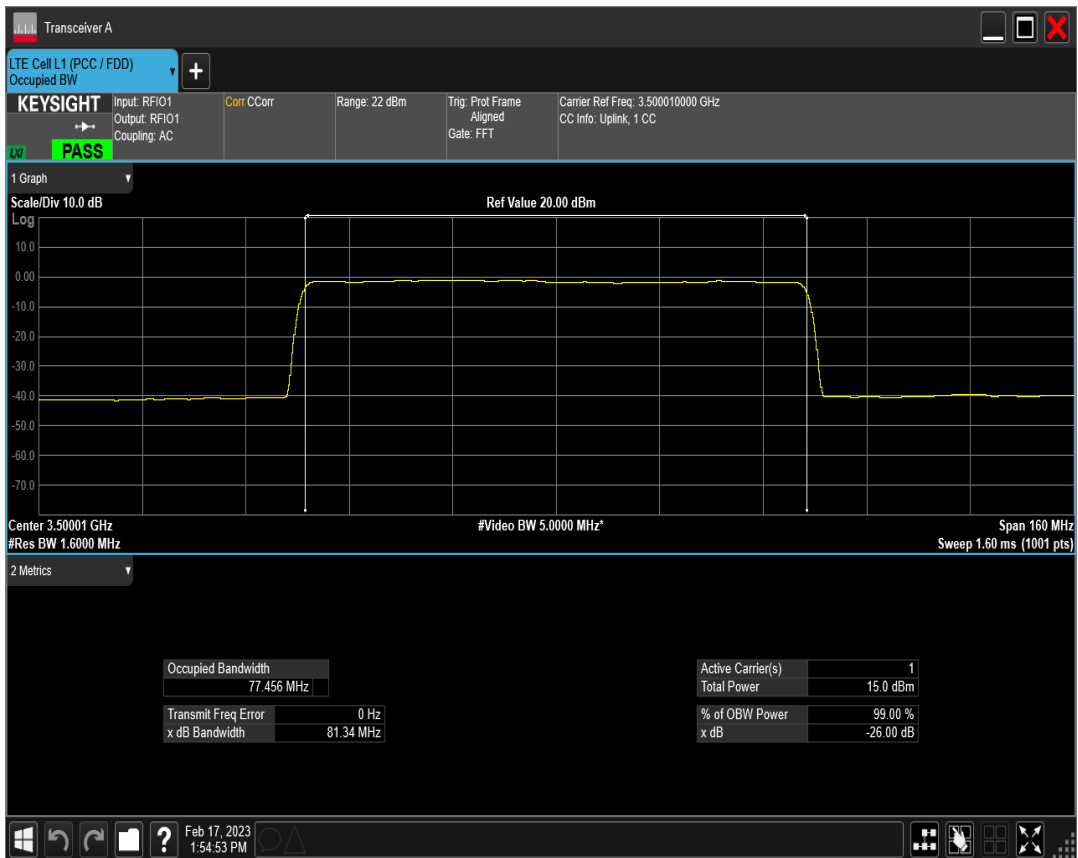 Transceiver A
LTE Cell L1 (PCC / FDD)
Occupied BW
KEYSIGHT
LXI
PASS
Input: RFIO1
Output: RFIO1
Coupling: AC
Corr CCorr
Range: 22 dBm
Trig: Prot Frame
Aligned
Gate: FFT
Carrier Ref Freq: 3.500010000 GHz
CC Info: Uplink, 1 CC
1 Graph
Scale/Div 10.0 dB
Ref Value 20.00 dBm
Log
10.0
0.00
-10.0
-20.0
-30.0
-40.0
-50.0
-60.0
-70.0
Center 3.50001 GHz
#Video BW 5.0000 MHz*
Span 160 MHz
#Res BW 1.6000 MHz
Sweep 1.60 ms (1001 pts)
2 Metrics
Occupied Bandwidth
77.456 MHz
Transmit Freq Error 0 Hz
x dB Bandwidth 81.34 MHz
Active Carrier(s) 1
Total Power 15.0 dBm
% of OBW Power 99.00 %
x dB -26.00 dB
Feb 17, 2023
1:54:53 PM